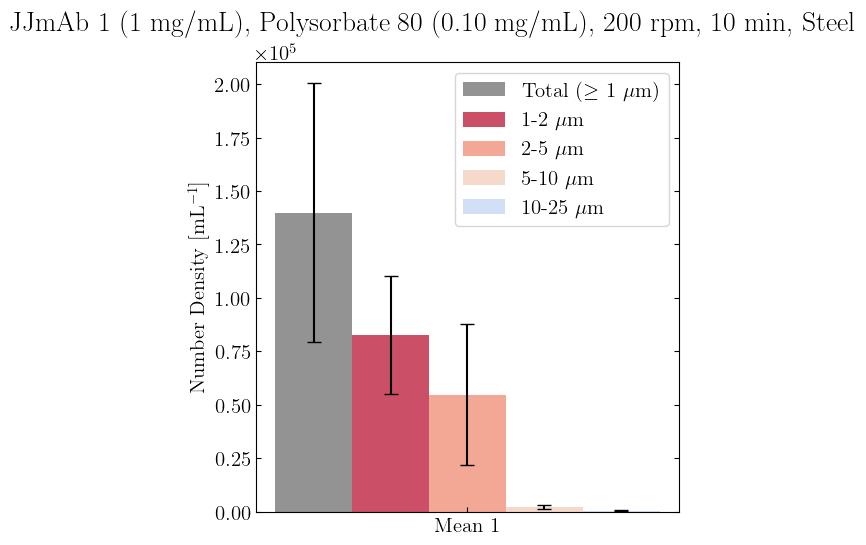 JJmAb 1 (1 mg/mL), Polysorbate 80 (0.10 mg/mL), 200 rpm, 10 min, Steel
×10⁵
2.00
1.75
1.50
1.25
1.00
0.75
0.50
0.25
0.00
Number Density [mL⁻¹]
Total (≥ 1 μm)
1-2 μm
2-5 μm
5-10 μm
10-25 μm
Mean 1